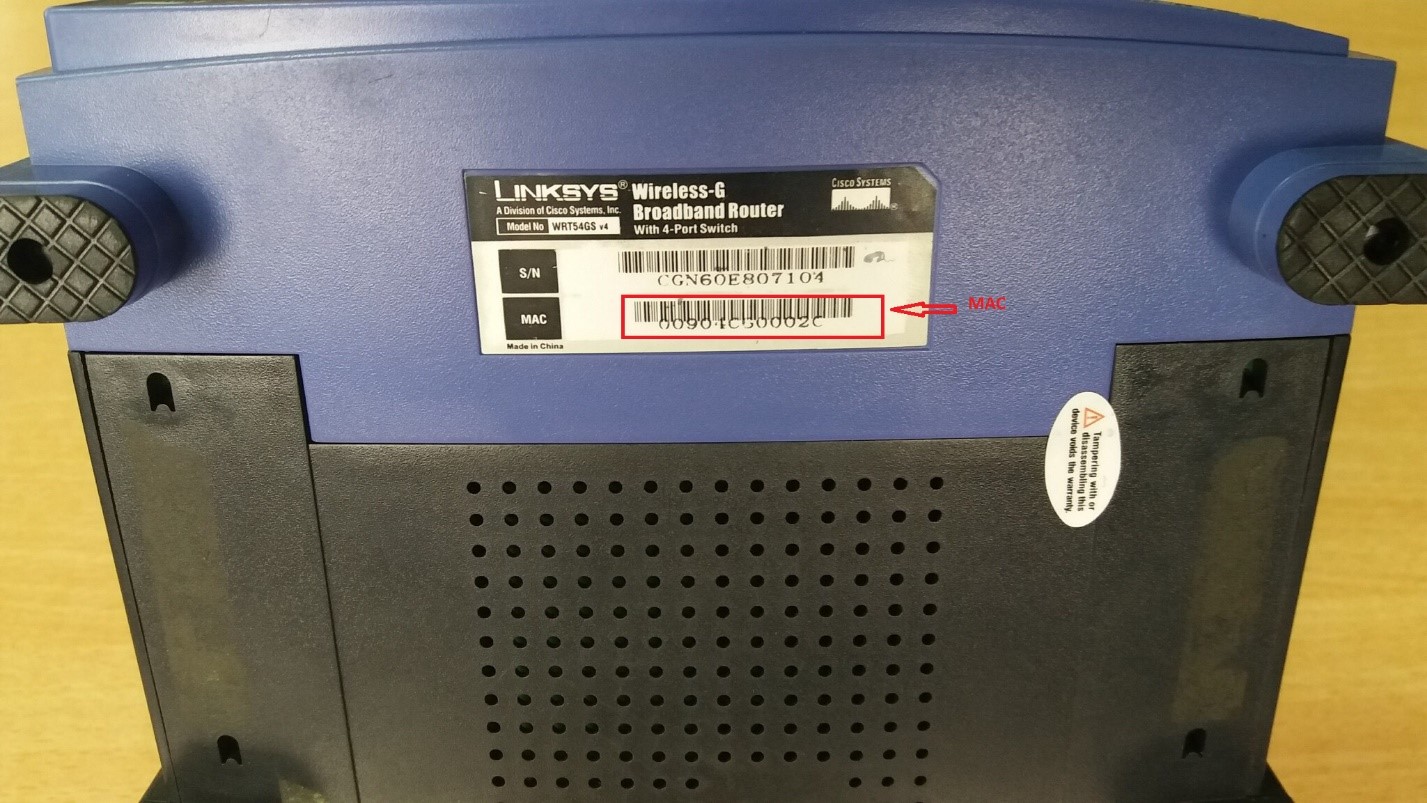 LINKSYS® Wireless-G
Broadband Router
With 4-Port Switch
A Division of Cisco Systems, Inc.
Model No WRT54GS v4
CISCO SYSTEMS
®
S/N
CGN60E807104
MAC
MAC
Made in China
Tampering with or
disassembling this
device voids the warranty.